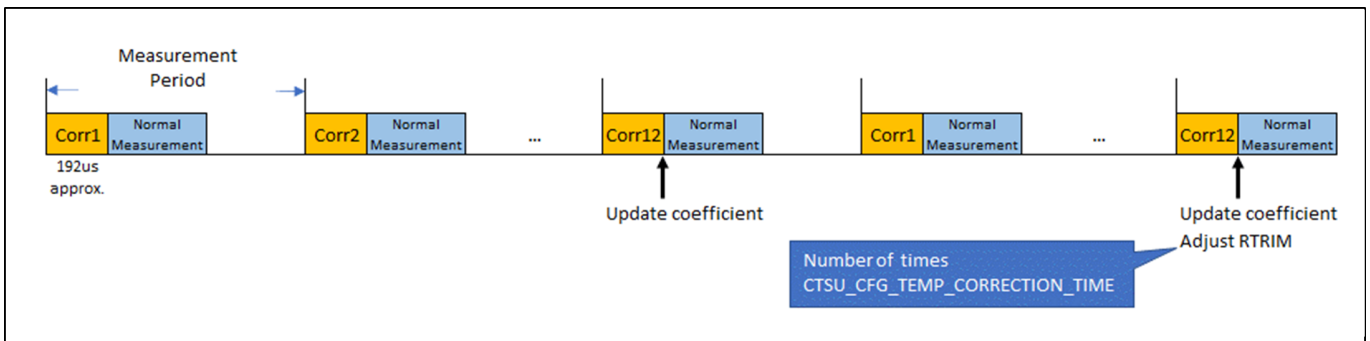 Measurement
Period
Corr1
Normal
Measurement
Corr2
Normal
Measurement
...
Corr12
Normal
Measurement
Corr1
Normal
Measurement
...
Corr12
Normal
Measurement
192us
approx.
Update coefficient
Update coefficient
Adjust RTRIM
Number of times
CTSU_CFG_TEMP_CORRECTION_TIME